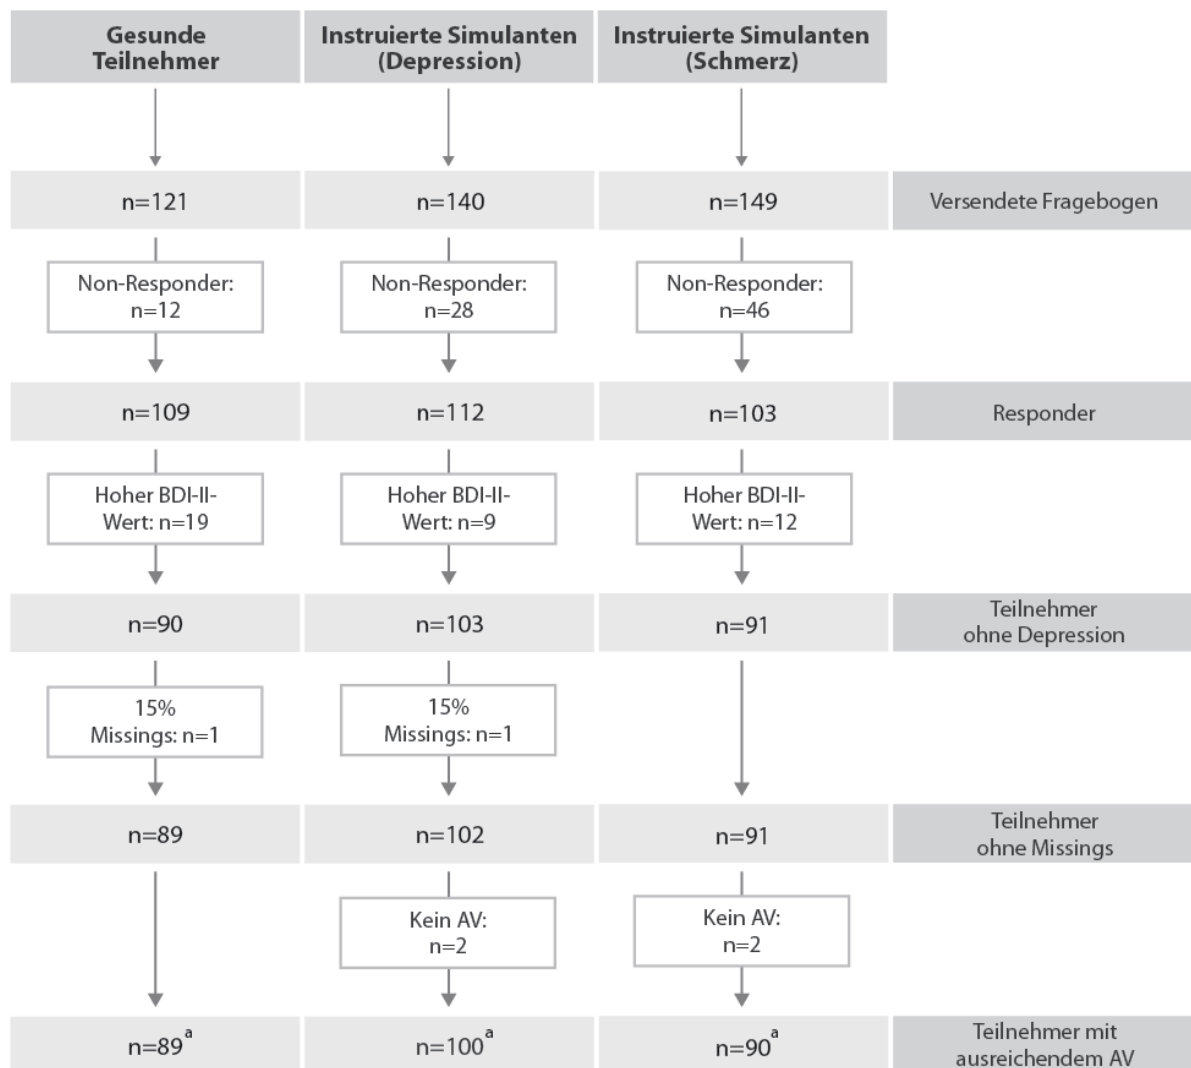 Gesunde
Teilnehmer
Instruierte Simulanten
(Depression)
Instruierte Simulanten
(Schmerz)
n=121
n=140
n=149
Versendete Fragebogen
Non-Responder:
n=12
Non-Responder:
n=28
Non-Responder:
n=46
n=109
n=112
n=103
Responder
Hoher BDI-II-
Wert: n=19
Hoher BDI-II-
Wert: n=9
Hoher BDI-II-
Wert: n=12
n=90
n=103
n=91
Teilnehmer
ohne Depression
15%
Missings: n=1
15%
Missings: n=1
n=89
n=102
n=91
Teilnehmer
ohne Missings
Kein AV:
n=2
Kein AV:
n=2
n=89a
n=100a
n=90a
Teilnehmer mit
ausreichendem AV